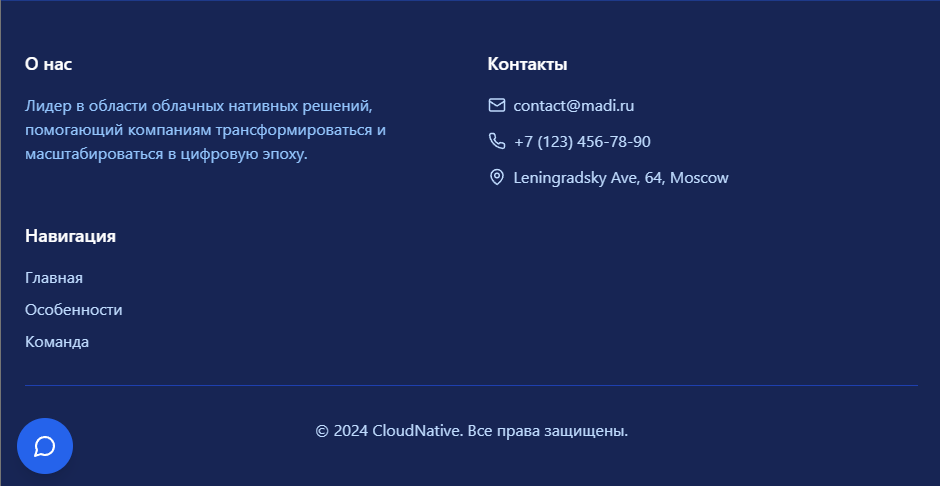 О нас
Лидер в области облачных нативных решений,
помогающий компаниям трансформироваться и
масштабироваться в цифровую эпоху.
Контакты
contact@madi.ru
+7 (123) 456-78-90
Leningradsky Ave, 64, Moscow
Навигация
Главная
Особенности
Команда
© 2024 CloudNative. Все права защищены.